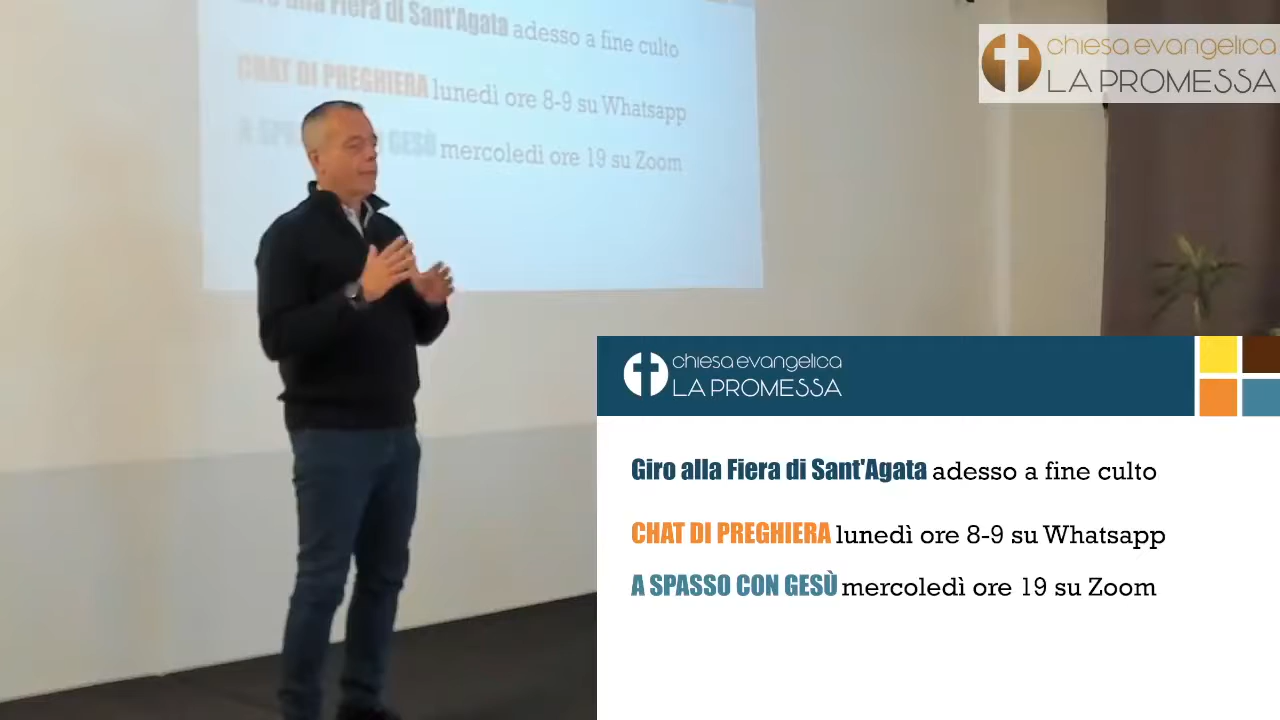 Giro alla Fiera di Sant'Agata adesso a fine culto
CHAT DI PREGHIERA lunedì ore 8-9 su Whatsapp
GESÙ mercoledì ore 19 su Zoom
chiesa evangelica
LA PROMESSA
chiesa evangelica
LA PROMESSA
Giro alla Fiera di Sant'Agata adesso a fine culto
CHAT DI PREGHIERA lunedì ore 8-9 su Whatsapp
A SPASSO CON GESÙ mercoledì ore 19 su Zoom